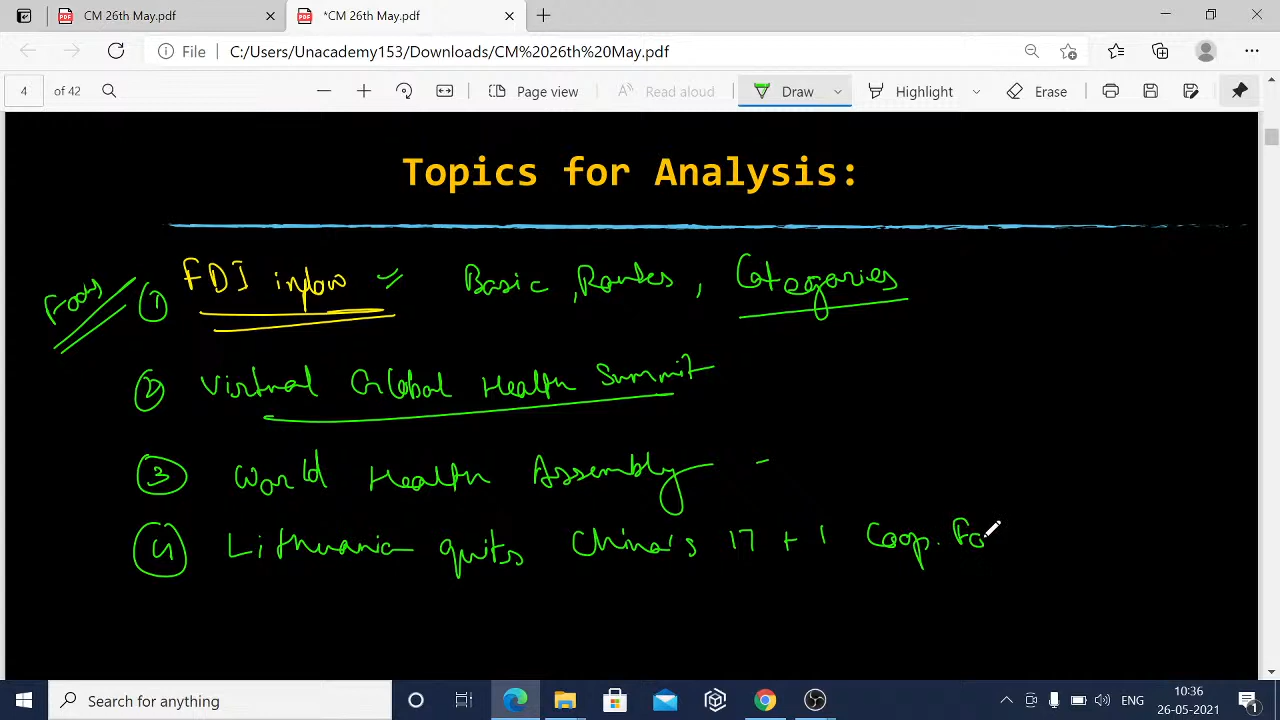 CM 26th May.pdf
*CM 26th May.pdf
File C:/Users/Unacademy153/Downloads/CM%2026th%20May.pdf
4 of 42 Page view Read aloud Draw Highlight Erase
Topics for Analysis:
① FDI inflow Basic, Routes, Categories
② Virtual Global Health Summit
③ World Health Assembly -
④ Lithuania quits China's 17 + 1 Coop. Fo
Search for anything
ENG
10:36
26-05-2021